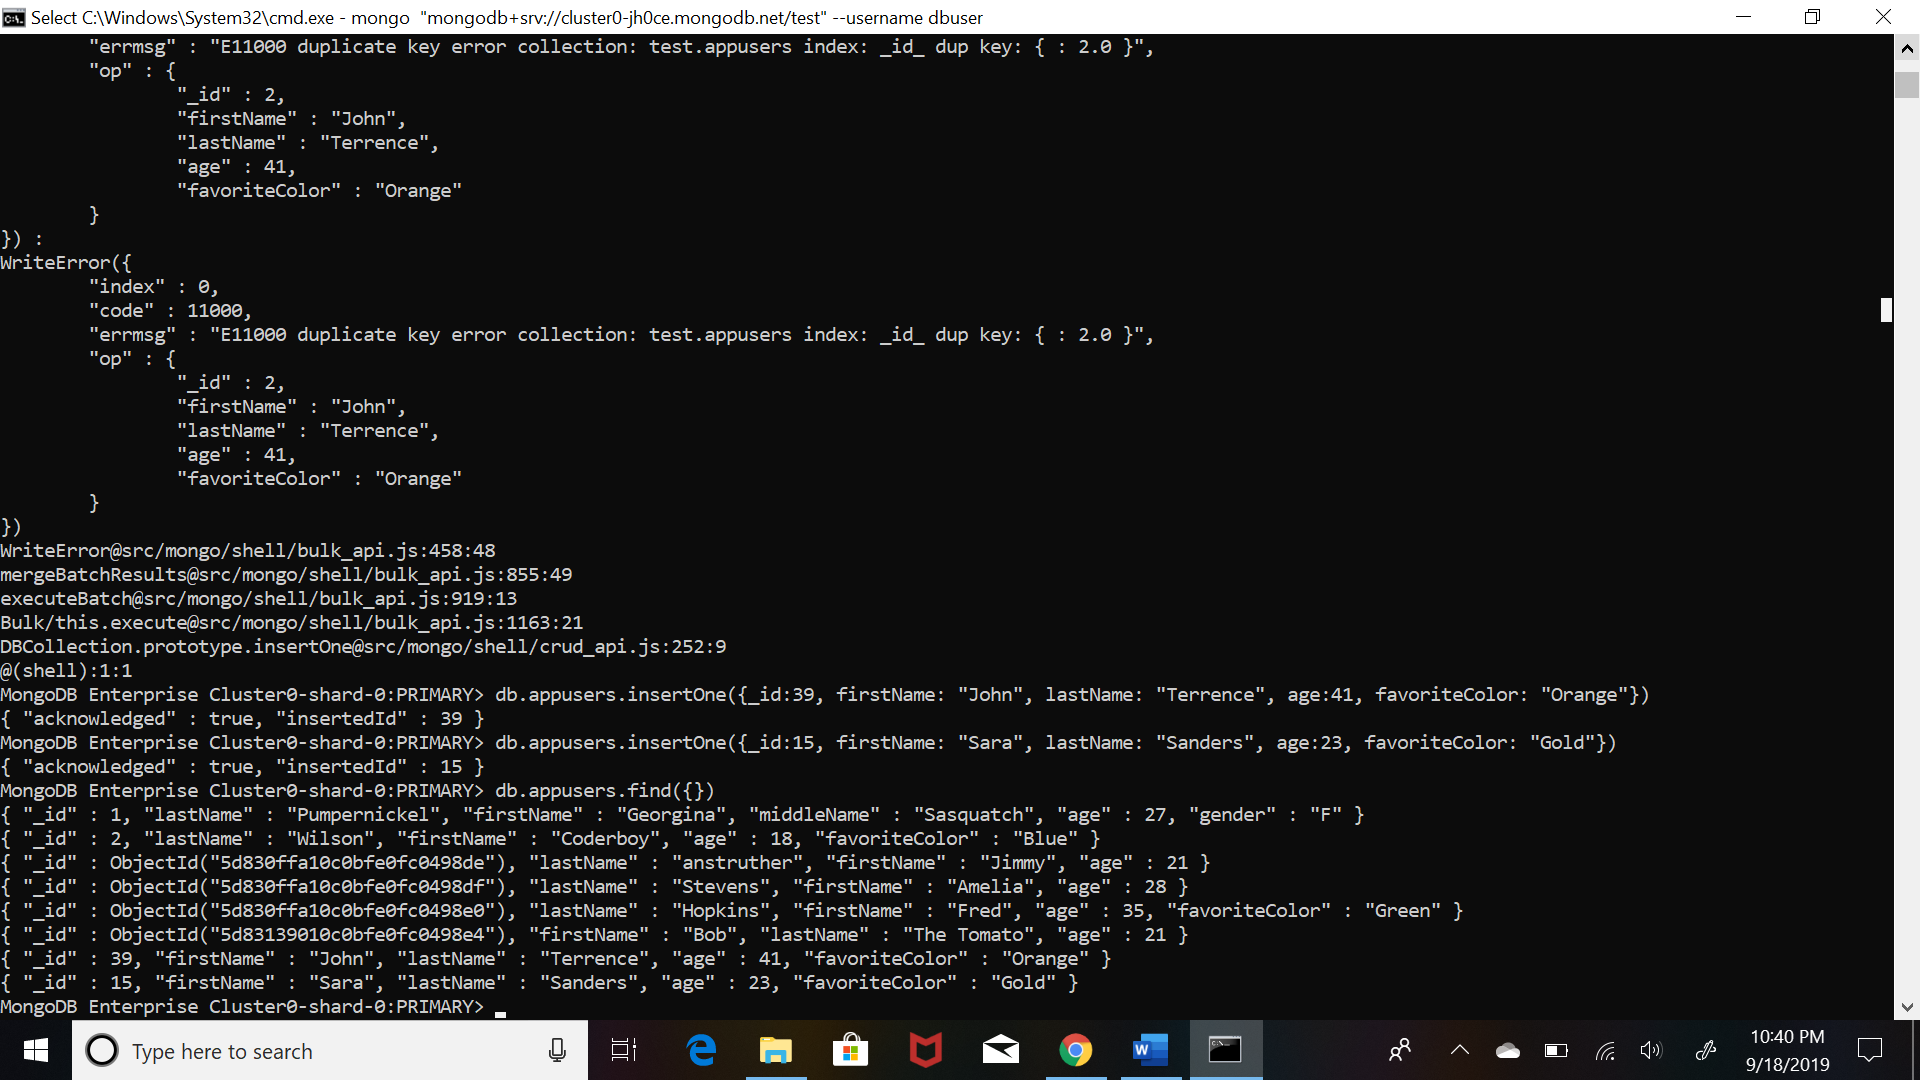 Select C:\Windows\System32\cmd.exe - mongo  "mongodb+srv://cluster0-jh0ce.mongodb.net/test" --username dbuser
        "errmsg" : "E11000 duplicate key error collection: test.appusers index: _id_ dup key: { : 2.0 }",
        "op" : {
                "_id" : 2,
                "firstName" : "John",
                "lastName" : "Terrence",
                "age" : 41,
                "favoriteColor" : "Orange"
        }
}) :
WriteError({
        "index" : 0,
        "code" : 11000,
        "errmsg" : "E11000 duplicate key error collection: test.appusers index: _id_ dup key: { : 2.0 }",
        "op" : {
                "_id" : 2,
                "firstName" : "John",
                "lastName" : "Terrence",
                "age" : 41,
                "favoriteColor" : "Orange"
        }
})
WriteError@src/mongo/shell/bulk_api.js:458:48
mergeBatchResults@src/mongo/shell/bulk_api.js:855:49
executeBatch@src/mongo/shell/bulk_api.js:919:13
Bulk/this.execute@src/mongo/shell/bulk_api.js:1163:21
DBCollection.prototype.insertOne@src/mongo/shell/crud_api.js:252:9
@(shell):1:1
MongoDB Enterprise Cluster0-shard-0:PRIMARY> db.appusers.insertOne({_id:39, firstName: "John", lastName: "Terrence", age:41, favoriteColor: "Orange"})
{ "acknowledged" : true, "insertedId" : 39 }
MongoDB Enterprise Cluster0-shard-0:PRIMARY> db.appusers.insertOne({_id:15, firstName: "Sara", lastName: "Sanders", age:23, favoriteColor: "Gold"})
{ "acknowledged" : true, "insertedId" : 15 }
MongoDB Enterprise Cluster0-shard-0:PRIMARY> db.appusers.find({})
{ "_id" : 1, "lastName" : "Pumpernickel", "firstName" : "Georgina", "middleName" : "Sasquatch", "age" : 27, "gender" : "F" }
{ "_id" : 2, "lastName" : "Wilson", "firstName" : "Coderboy", "age" : 18, "favoriteColor" : "Blue" }
{ "_id" : ObjectId("5d830ffa10c0bfe0fc0498de"), "lastName" : "anstruther", "firstName" : "Jimmy", "age" : 21 }
{ "_id" : ObjectId("5d830ffa10c0bfe0fc0498df"), "lastName" : "Stevens", "firstName" : "Amelia", "age" : 28 }
{ "_id" : ObjectId("5d830ffa10c0bfe0fc0498e0"), "lastName" : "Hopkins", "firstName" : "Fred", "age" : 35, "favoriteColor" : "Green" }
{ "_id" : ObjectId("5d83139010c0bfe0fc0498e4"), "firstName" : "Bob", "lastName" : "The Tomato", "age" : 21 }
{ "_id" : 39, "firstName" : "John", "lastName" : "Terrence", "age" : 41, "favoriteColor" : "Orange" }
{ "_id" : 15, "firstName" : "Sara", "lastName" : "Sanders", "age" : 23, "favoriteColor" : "Gold" }
MongoDB Enterprise Cluster0-shard-0:PRIMARY>
Type here to search
10:40 PM
9/18/2019